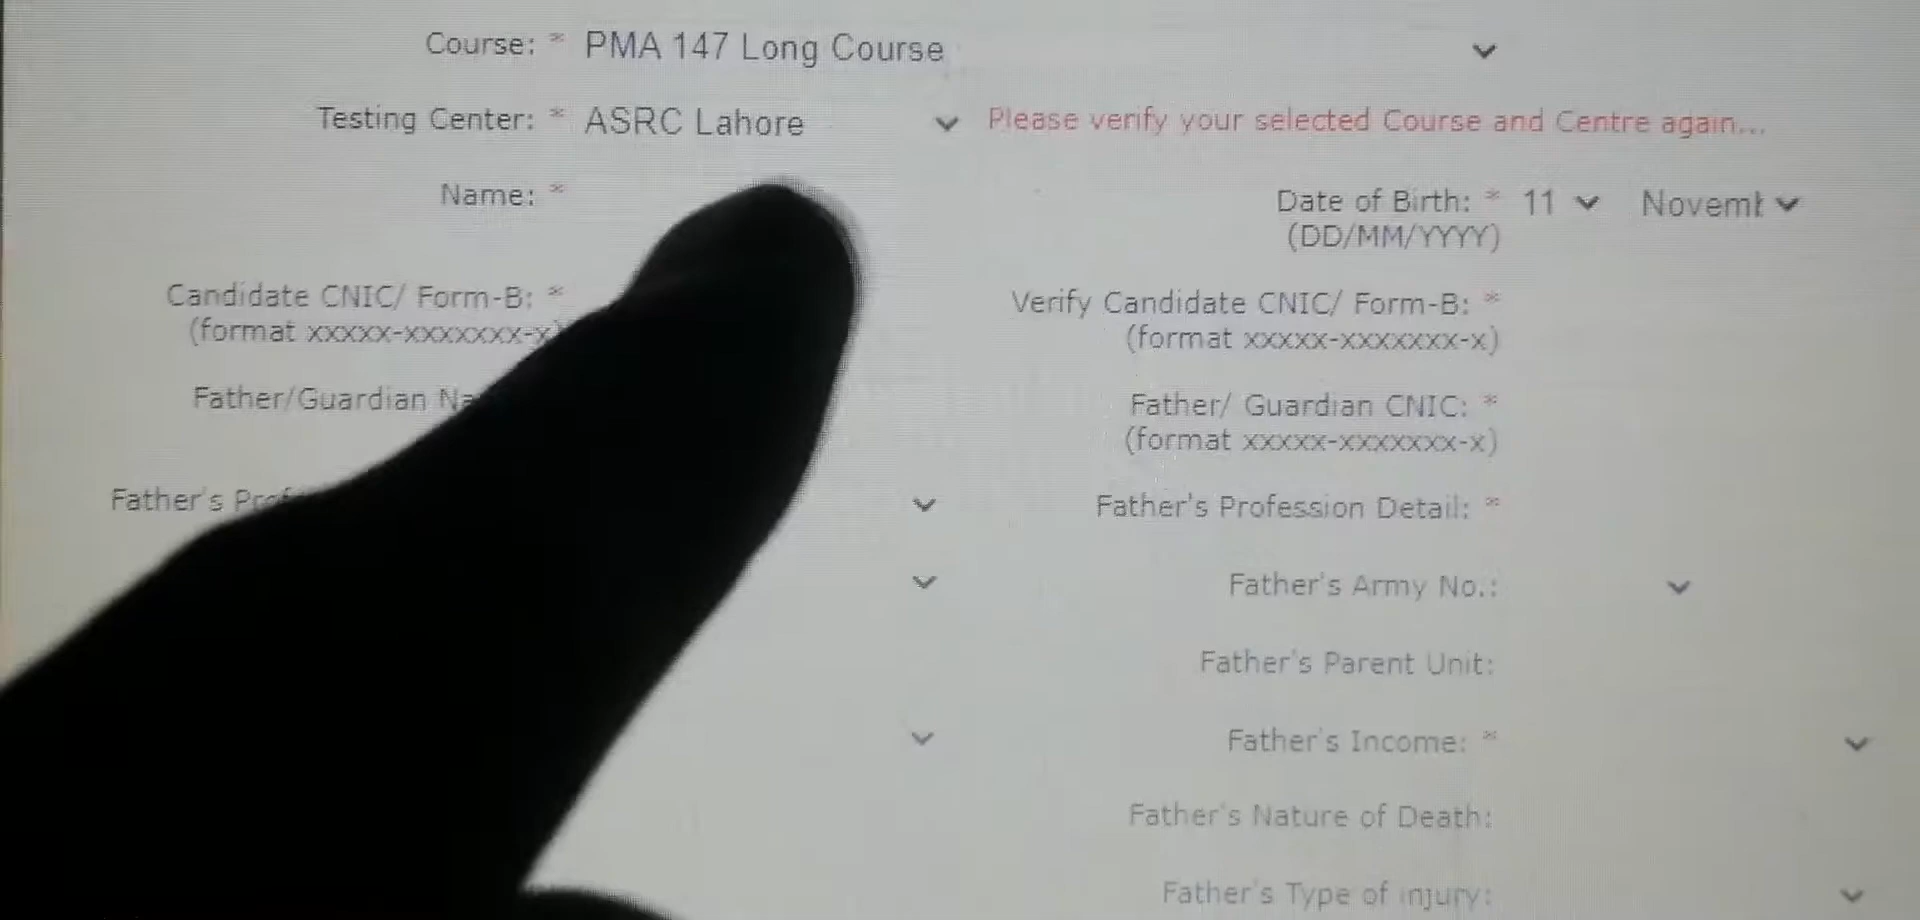 Course: * PMA 147 Long Course
Testing Center: * ASRC Lahore Please verify your selected Course and Centre again...
Name: * Date of Birth: * 11 Novemb
(DD/MM/YYYY)
Candidate CNIC/ Form-B: * Verify Candidate CNIC/ Form-B: *
(format xxxxx-xxxxxxx-x) (format xxxxx-xxxxxxx-x)
Father/Guardian Father/ Guardian CNIC: *
(format xxxxx-xxxxxxx-x)
Father's Father's Profession Detail: *
Father's Army No.:
Father's Parent Unit:
Father's Income: *
Father's Nature of Death:
Father's Type of injury: